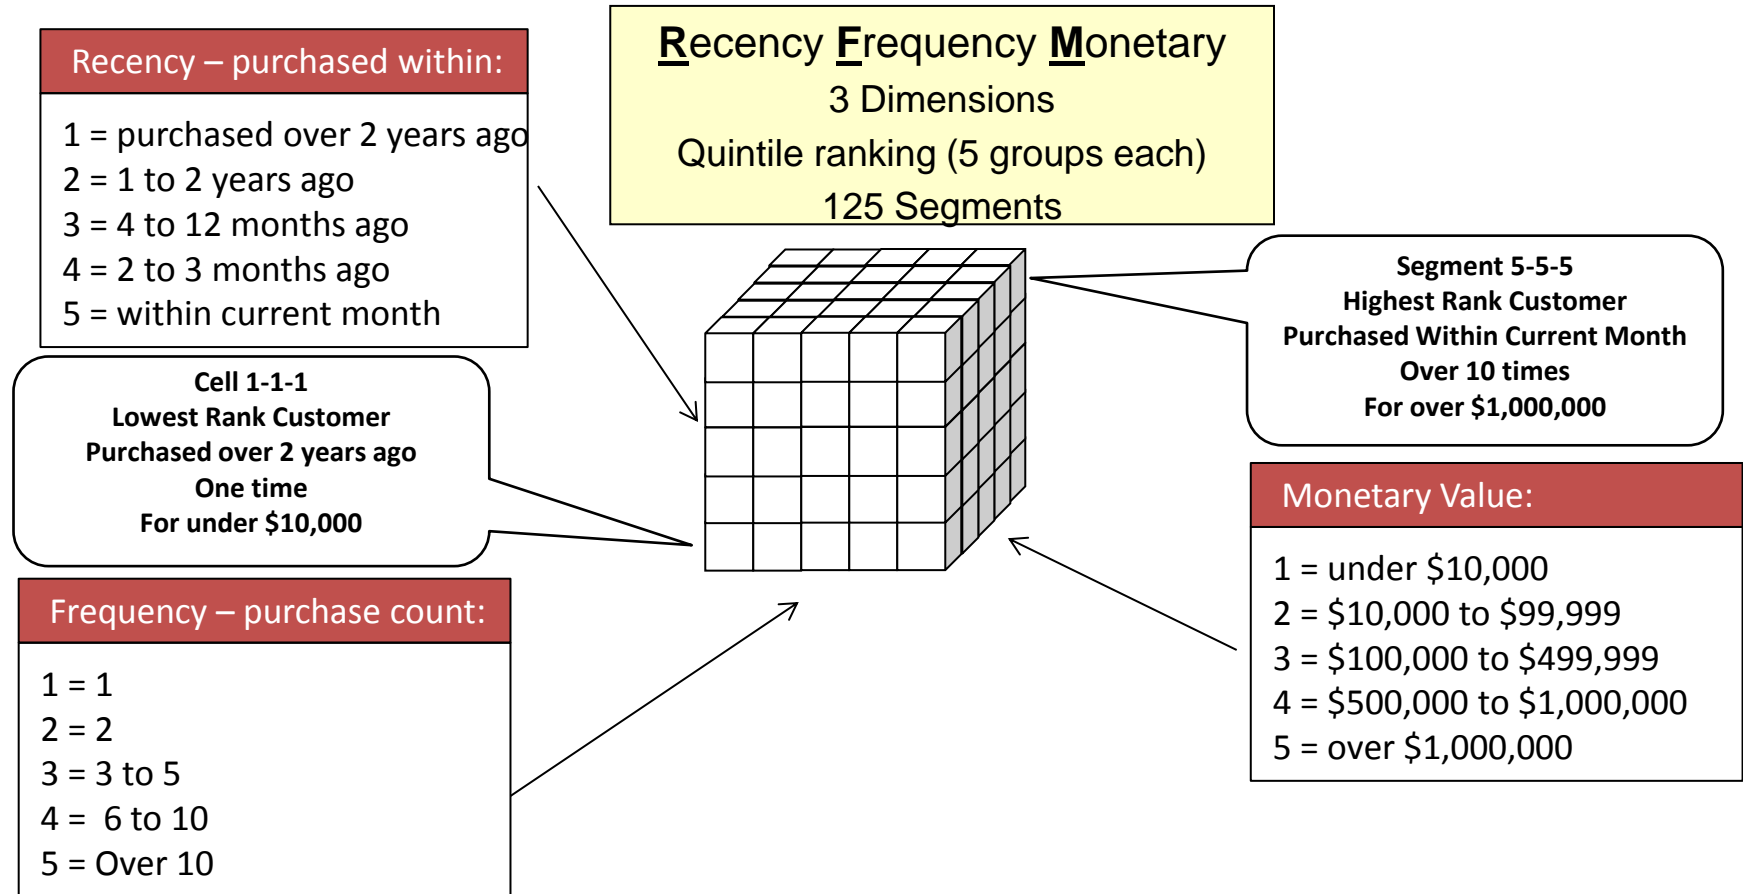 Recency Frequency Monetary
3 Dimensions
Quintile ranking (5 groups each)
125 Segments
Recency – purchased within:
1 = purchased over 2 years ago
2 = 1 to 2 years ago
3 = 4 to 12 months ago
4 = 2 to 3 months ago
5 = within current month
Segment 5-5-5
Highest Rank Customer
Purchased Within Current Month
Over 10 times
For over $1,000,000
Cell 1-1-1
Lowest Rank Customer
Purchased over 2 years ago
One time
For under $10,000
Monetary Value:
1 = under $10,000
2 = $10,000 to $99,999
3 = $100,000 to $499,999
4 = $500,000 to $1,000,000
5 = over $1,000,000
Frequency – purchase count:
1 = 1
2 = 2
3 = 3 to 5
4 =  6 to 10
5 = Over 10